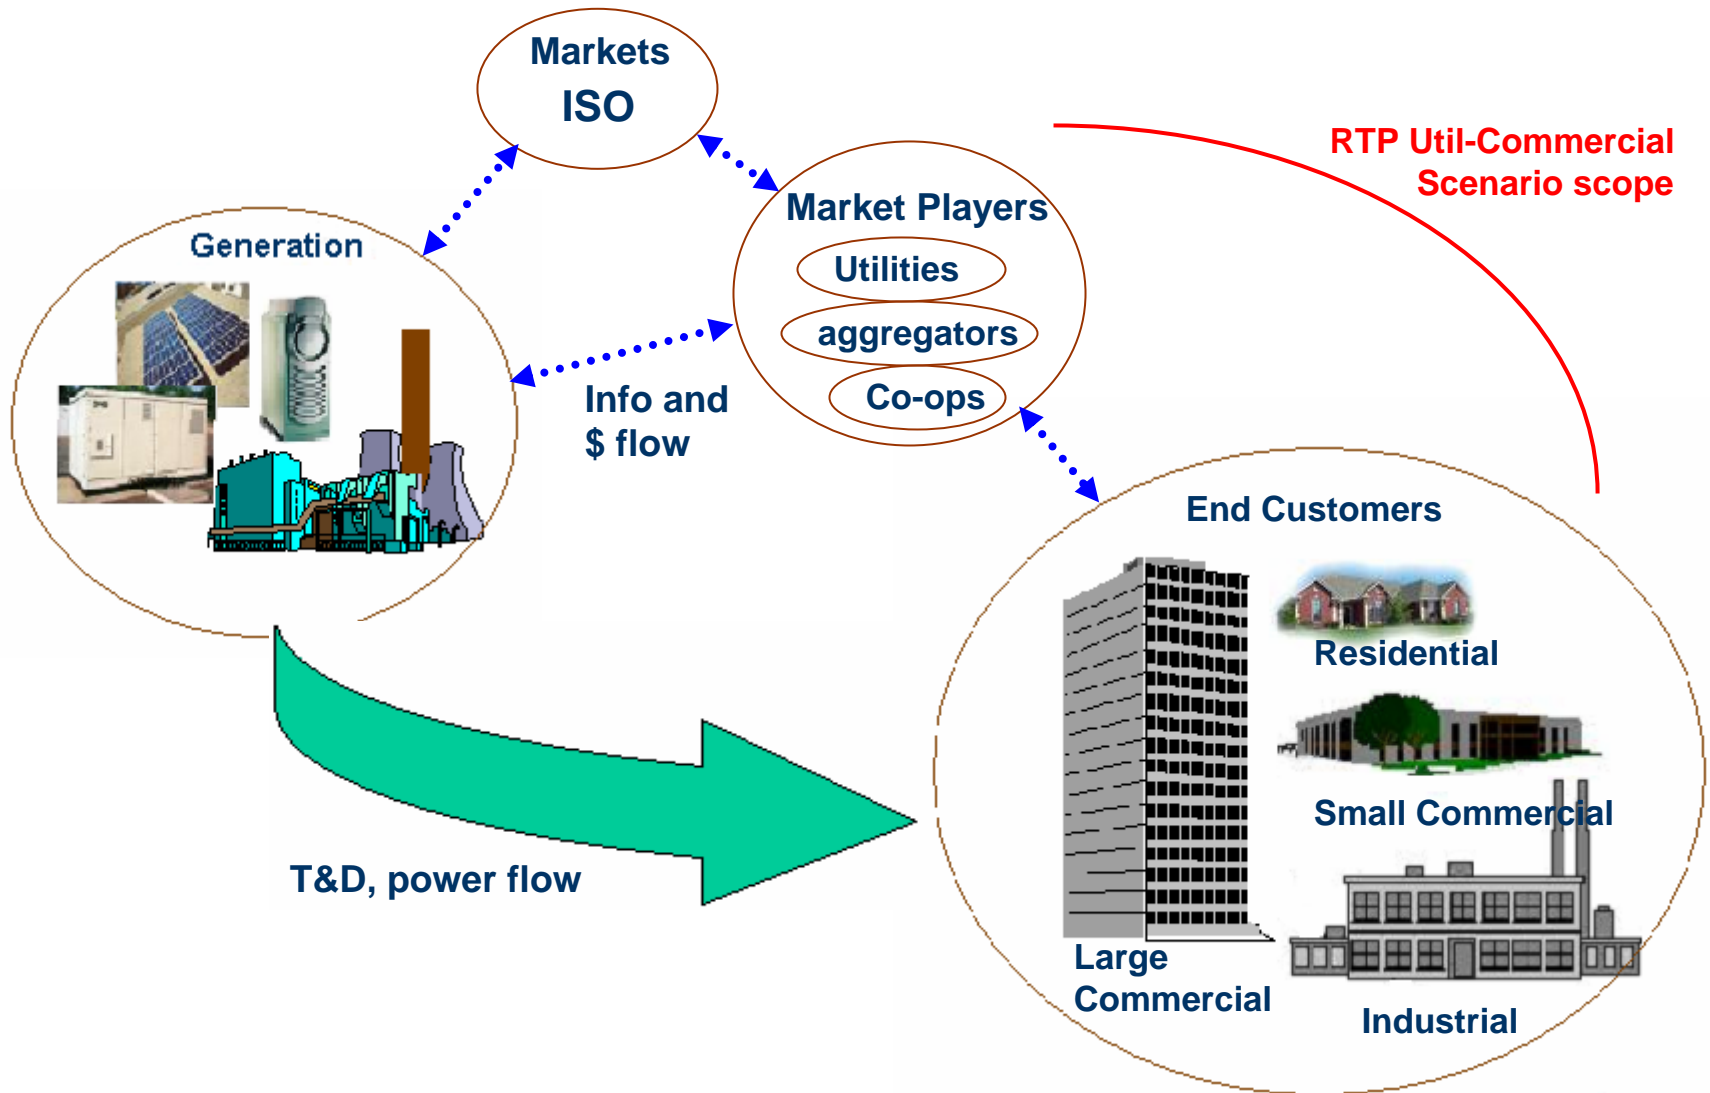 Markets
ISO
RTP Util-Commercial
Scenario scope
Market Players
Utilities
aggregators
Co-ops
Generation
Info and
$ flow
End Customers
Residential
Small Commercial
Large
Commercial
Industrial
T&D, power flow